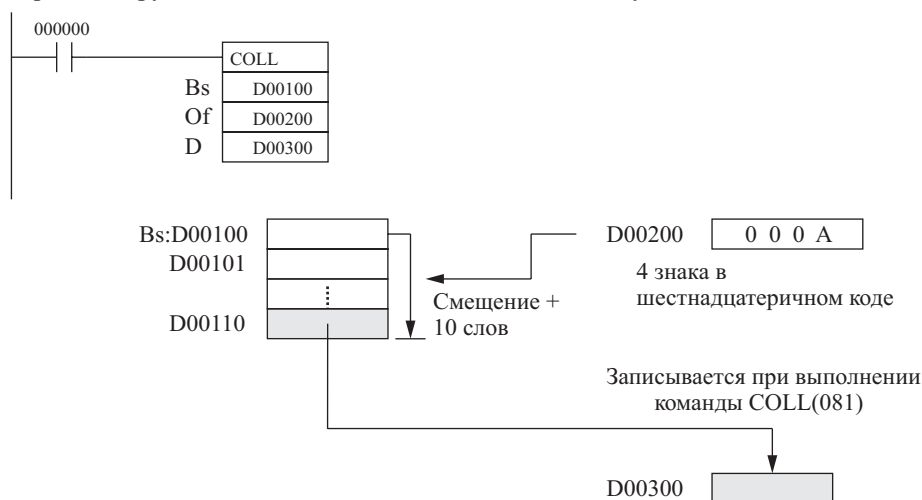 000000
COLL
Bs D00100
Of D00200
D D00300
Bs:D00100
D00101
D00110
Смещение +
10 слов
D00200 0 0 0 A
4 знака в
шестнадцатеричном коде
Записывается при выполнении
команды COLL(081)
D00300